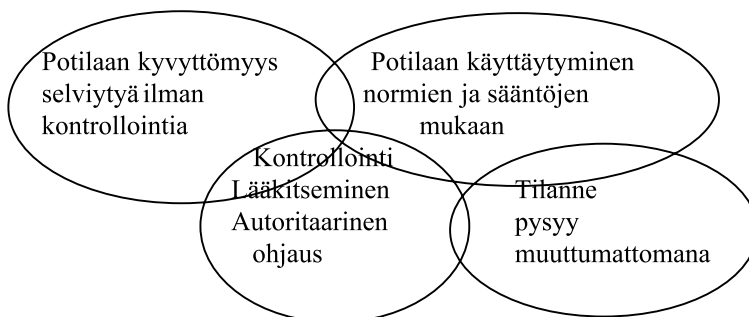 Potilaan kyvyttömyys
selviytyä ilman
kontrollointia
Potilaan käyttäytyminen
normien ja sääntöjen
mukaan
Kontrollointi
Lääkitseminen
Autoritaarinen
ohjaus
Tilanne
pysyy
muuttumattomana